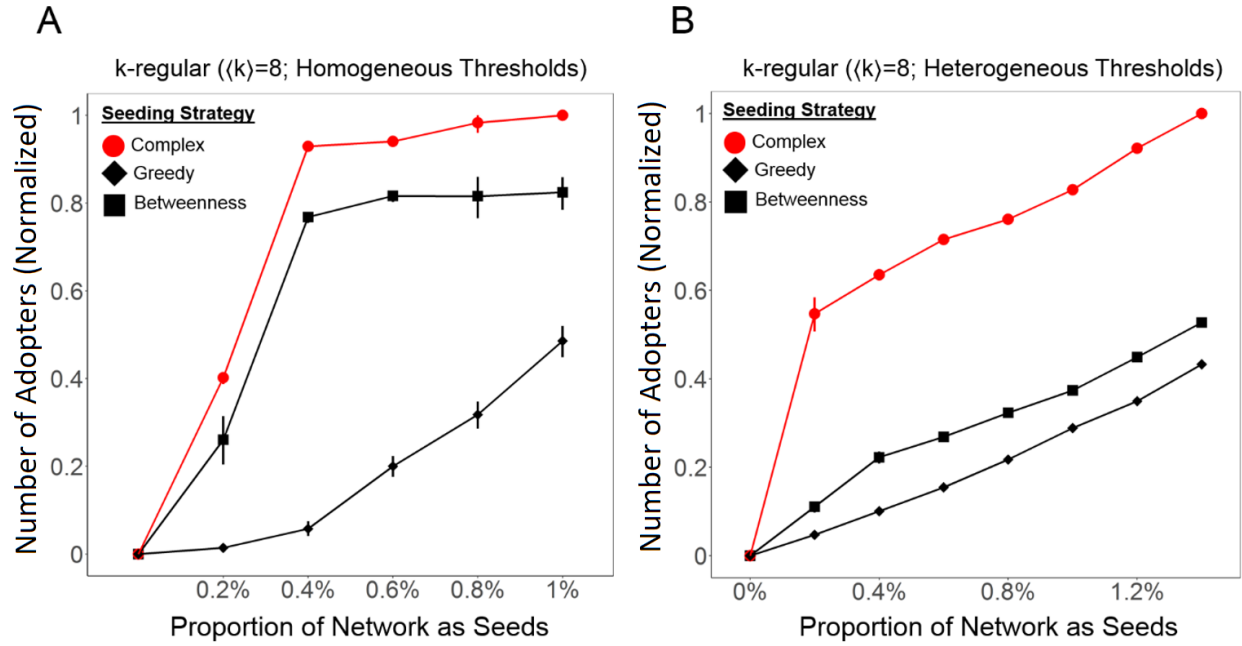 A
k-regular (⟨k⟩=8; Homogeneous Thresholds)
Number of Adopters (Normalized)
1
0.8
0.6
0.4
0.2
0
Seeding Strategy
Complex
Greedy
Betweenness
0.2% 0.4% 0.6% 0.8% 1%
Proportion of Network as Seeds
B
k-regular (⟨k⟩=8; Heterogeneous Thresholds)
Number of Adopters (Normalized)
1
0.8
0.6
0.4
0.2
0
Seeding Strategy
Complex
Greedy
Betweenness
0% 0.4% 0.8% 1.2%
Proportion of Network as Seeds